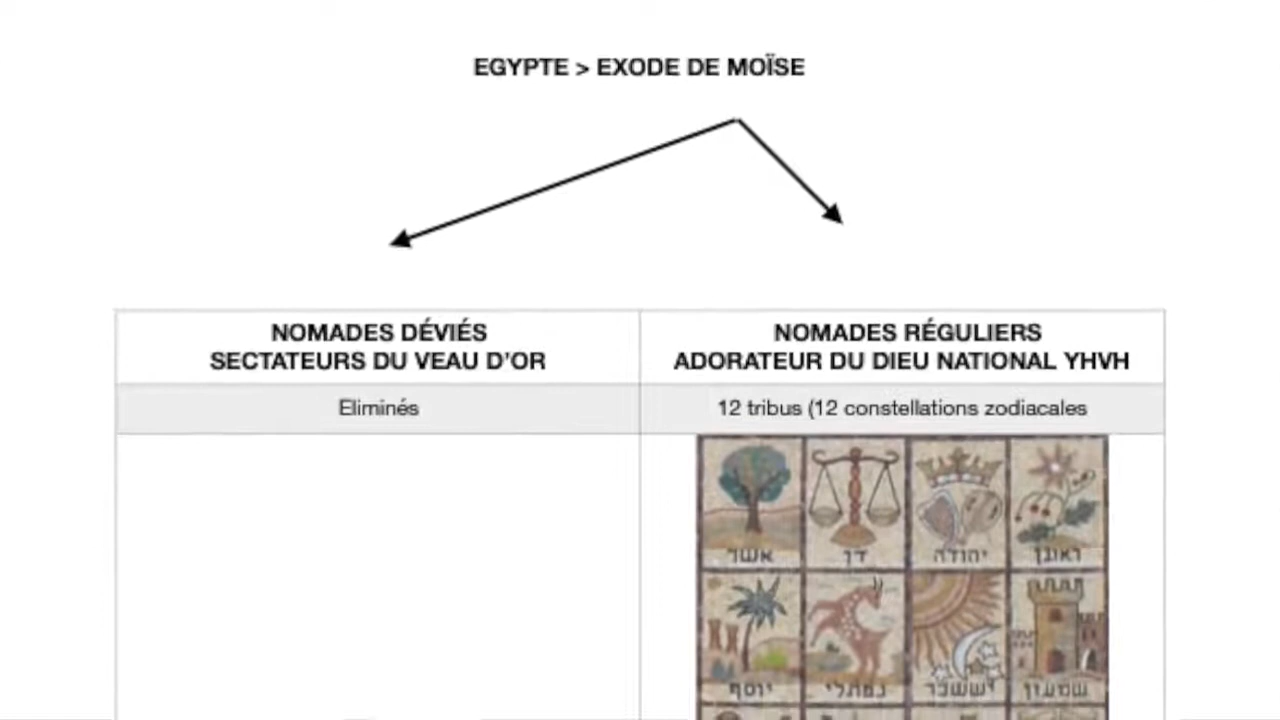 EGYPTE > EXODE DE MOÏSE
NOMADES DÉVIÉS
SECTATEURS DU VEAU D'OR
NOMADES RÉGULIERS
ADORATEUR DU DIEU NATIONAL YHVH
Eliminés
12 tribus (12 constellations zodiacales
ראובן
יהודה
דן
אשר
שמעון
יששכר
נפתלי
יוסף